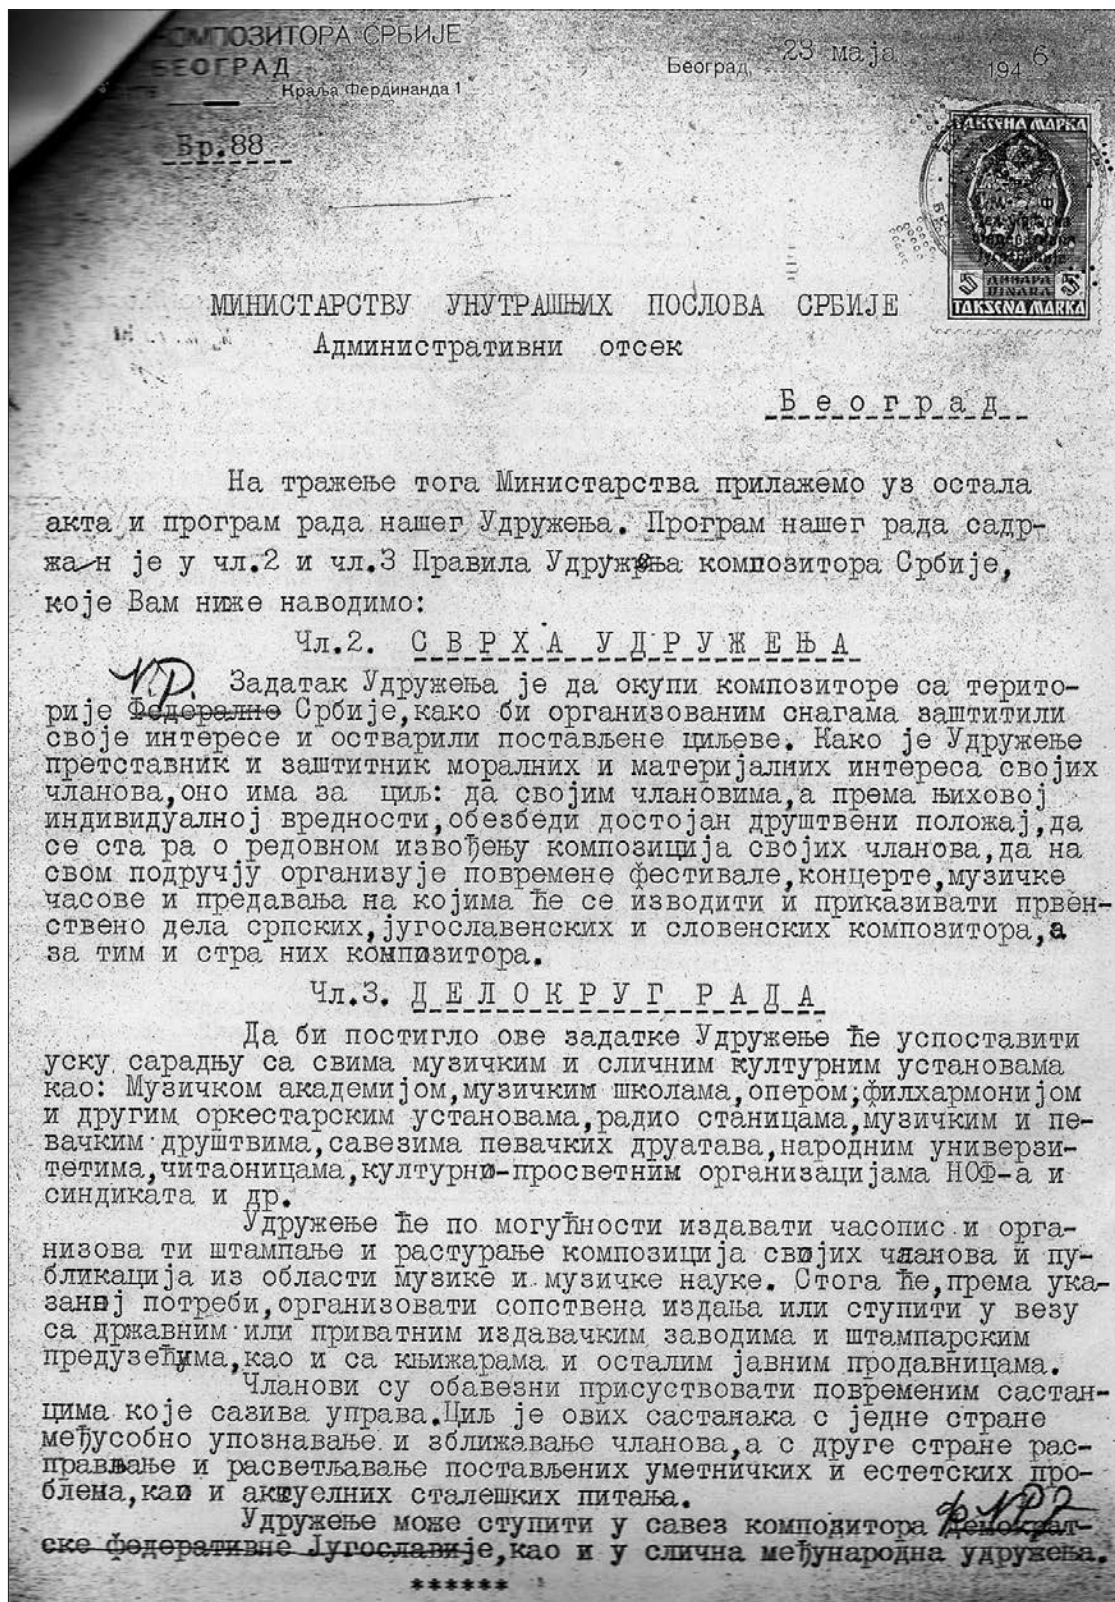 КОМПОЗИТОРА СРБИЈЕ
БЕОГРАД
Краља Фердинанда 1
Београд, 23 маја 1946
Бр.88
ТАКСЕНА МАРКА
5 ДИНАРА 5
DINARA
TAKSENA MARKA
МИНИСТАРСТВУ УНУТРАШЊИХ ПОСЛОВА СРБИЈЕ
Административни отсек
Београд
На тражење тога Министарства прилажемо уз остала
акта и програм рада нашег Удружења. Програм нашег рада садр-
жан је у чл.2 и чл.3 Правила Удружења композитора Србије,
које Вам ниже наводимо:
Чл.2. СВРХА УДРУЖЕЊА
Н.Р. Задатак Удружења је да окупи композиторе са терито-
рије Федералне Србије,како би организованим снагама заштитили
своје интересе и остварили постављене циљеве. Како је Удружење
претставник и заштитник моралних и материјалних интереса својих
чланова,оно има за циљ: да својим члановима,а према њиховој
индивидуалној вредности,обезбеди достојан друштвени положај,да
се ста ра о редовном извођењу композиција својих чланова,да на
свом подручју организује повремене фестивале,концерте,музичке
часове и предавања на којима ће се изводити и приказивати првен-
ствено дела српских,југославенских и словенских композитора,а
за тим и стра них композитора.
Чл.3. ДЕЛОКРУГ РАДА
Да би постигло ове задатке Удружење ће успоставити
уску сарадњу са свима музичким и сличним културним установама
као: Музичком академијом,музичким школама,опером,филхармонијом
и другим оркестарским установама,радио станицама,музичким и пе-
вачким друштвима,савезима певачких друатава,народним универзи-
тетима,читаоницама,културно-просветним организацијама НОФ-а и
синдиката и др.
Удружење ће по могућности издавати часопис и орга-
низова ти штампање и растурање композиција својих чланова и пу-
бликација из области музике и музичке науке. Стога ће,према ука-
заној потреби,организовати сопствена издања или ступити у везу
са државним или приватним издавачким заводима и штампарским
предузећима,као и са књижарама и осталим јавним продавницама.
Чланови су обавезни присуствовати повременим састан-
цима које сазива управа.Циљ је ових састанака с једне стране
међусобно упознавање и зближавање чланова,а с друге стране рас-
прављање и расветљавање постављених уметничких и естетских про-
блема,као и актуелних сталешких питања.
Удружење може ступити у савез композитора Демократ-
ске федеративне Југославије,као и у слична међународна удружења.
******